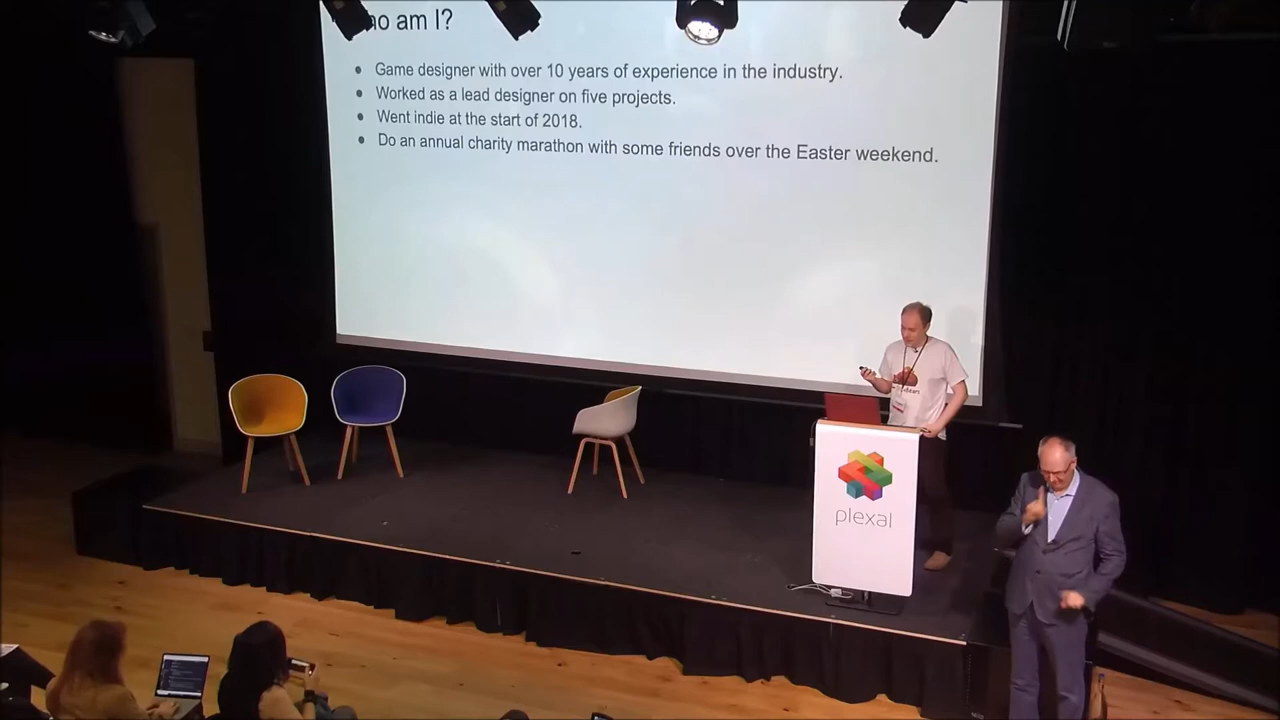 o am I?
Game designer with over 10 years of experience in the industry.
Worked as a lead designer on five projects.
Went indie at the start of 2018.
Do an annual charity marathon with some friends over the Easter weekend.
plexal